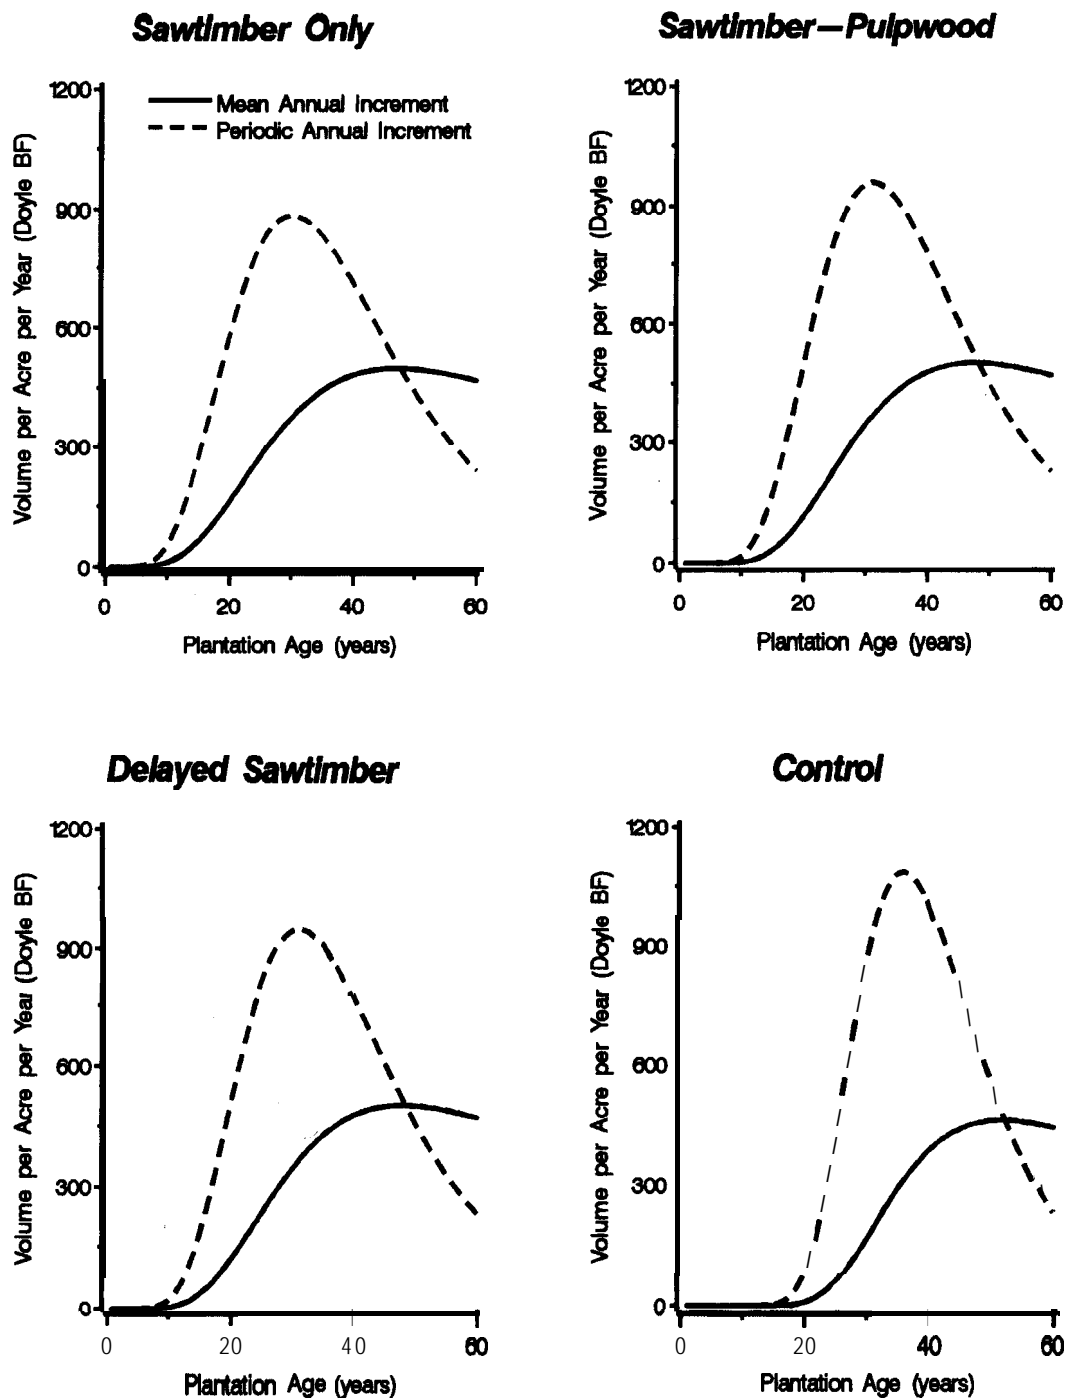 Sawtimber Only
1200
900
600
300
0
Volume per Acre per Year (Doyle BF)
Mean Annual Increment
Periodic Annual Increment
0 20 40 60
Plantation Age (years)
Sawtimber—Pulpwood
1200
900
600
300
0
Volume per Acre per Year (Doyle BF)
0 20 40 60
Plantation Age (years)
Delayed Sawtimber
1200
900
600
300
0
Volume per Acre per Year (Doyle BF)
0 20 40 60
Plantation Age (years)
Control
1200
900
600
300
0
Volume per Acre per Year (Doyle BF)
0 20 40 60
Plantation Age (years)